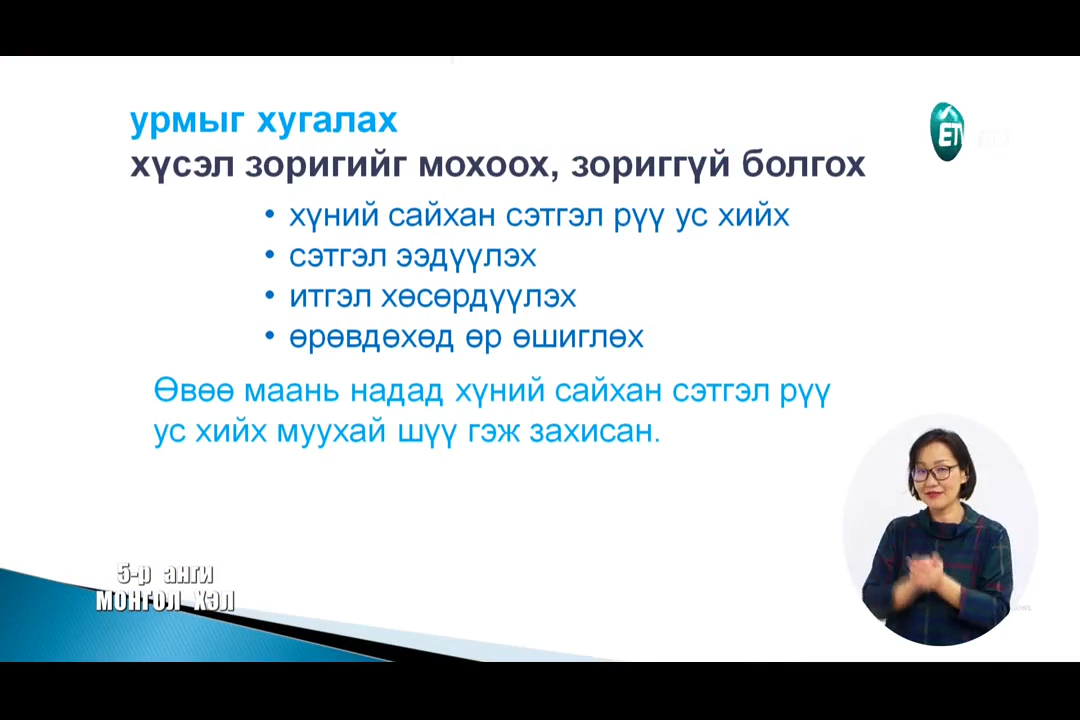 урмыг хугалах
хүсэл зоригийг мохоох, зориггүй болгох
• хүний сайхан сэтгэл рүү ус хийх
• сэтгэл ээдүүлэх
• итгэл хөсөрдүүлэх
• өрөвдөхөд өр өшиглөх
Өвөө маань надад хүний сайхан сэтгэл рүү
ус хийх муухай шүү гэж захисан.
5-р анги
МОНГОЛ ХЭЛ